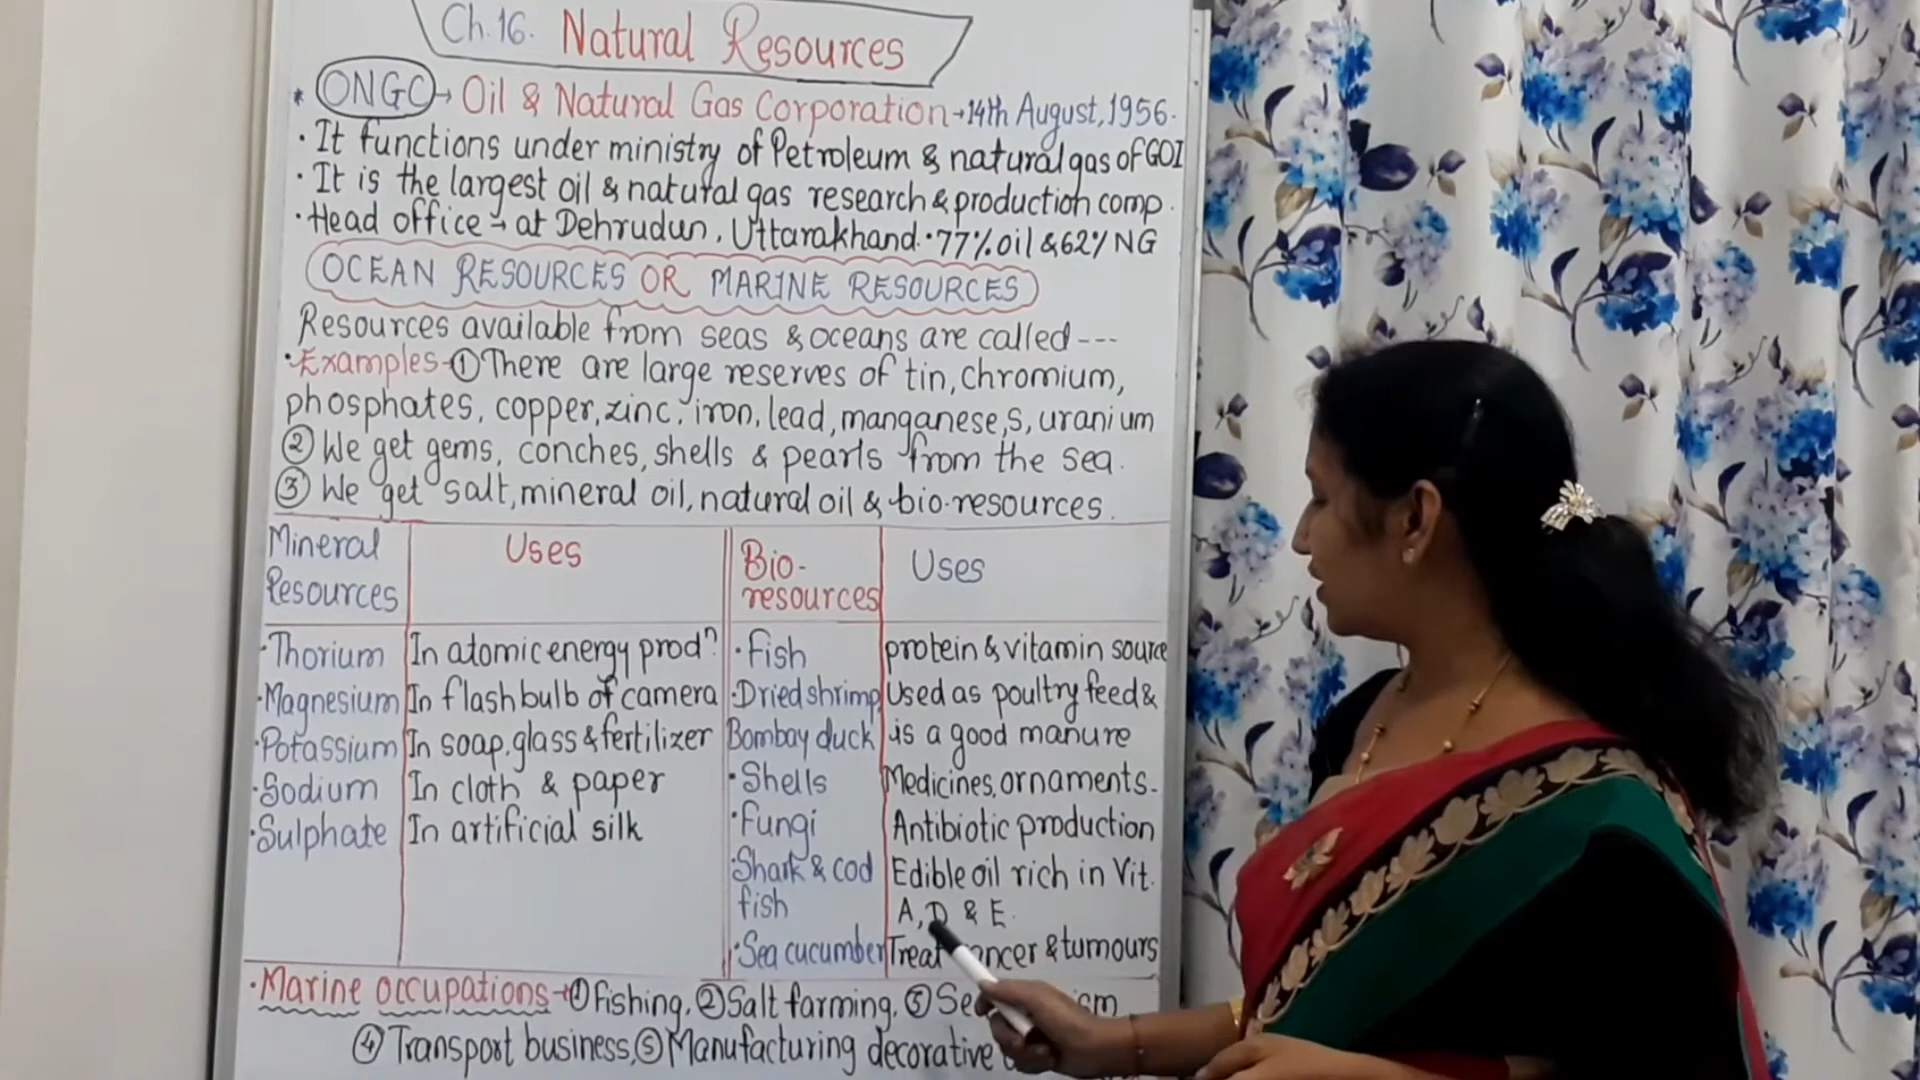 Ch.16. Natural Resources
* ONGC → Oil & Natural Gas Corporation → 14th August, 1956.
· It functions under ministry of Petroleum & natural gas of GOI
· It is the largest oil & natural gas research & production comp.
· Head office → at Dehrudun, Uttarakhand. · 77% oil & 62% NG
OCEAN RESOURCES OR MARINE RESOURCES
Resources available from seas & oceans are called ---
· Examples - ① There are large reserves of tin, chromium,
phosphates, copper, zinc, iron, lead, manganese, S, uranium
② We get gems, conches, shells & pearls from the sea.
③ We get salt, mineral oil, natural oil & bio-resources.
Mineral Resources | Uses | Bio-resources | Uses
· Thorium | In atomic energy prodⁿ | · Fish | protein & vitamin source
· Magnesium | In flash bulb of camera | · Dried shrimp, | Used as poultry feed &
· Potassium | In soap, glass & fertilizer | Bombay duck | is a good manure
· Sodium | In cloth & paper | · Shells | Medicines, ornaments.
· Sulphate | In artificial silk | · Fungi | Antibiotic production
· Shark & cod | Edible oil rich in Vit.
fish | A, D & E.
· Sea cucumber | Treat cancer & tumours
· Marine occupations → ① Fishing, ② Salt farming, ③
④ Transport business, ⑤ Manufacturing decorative